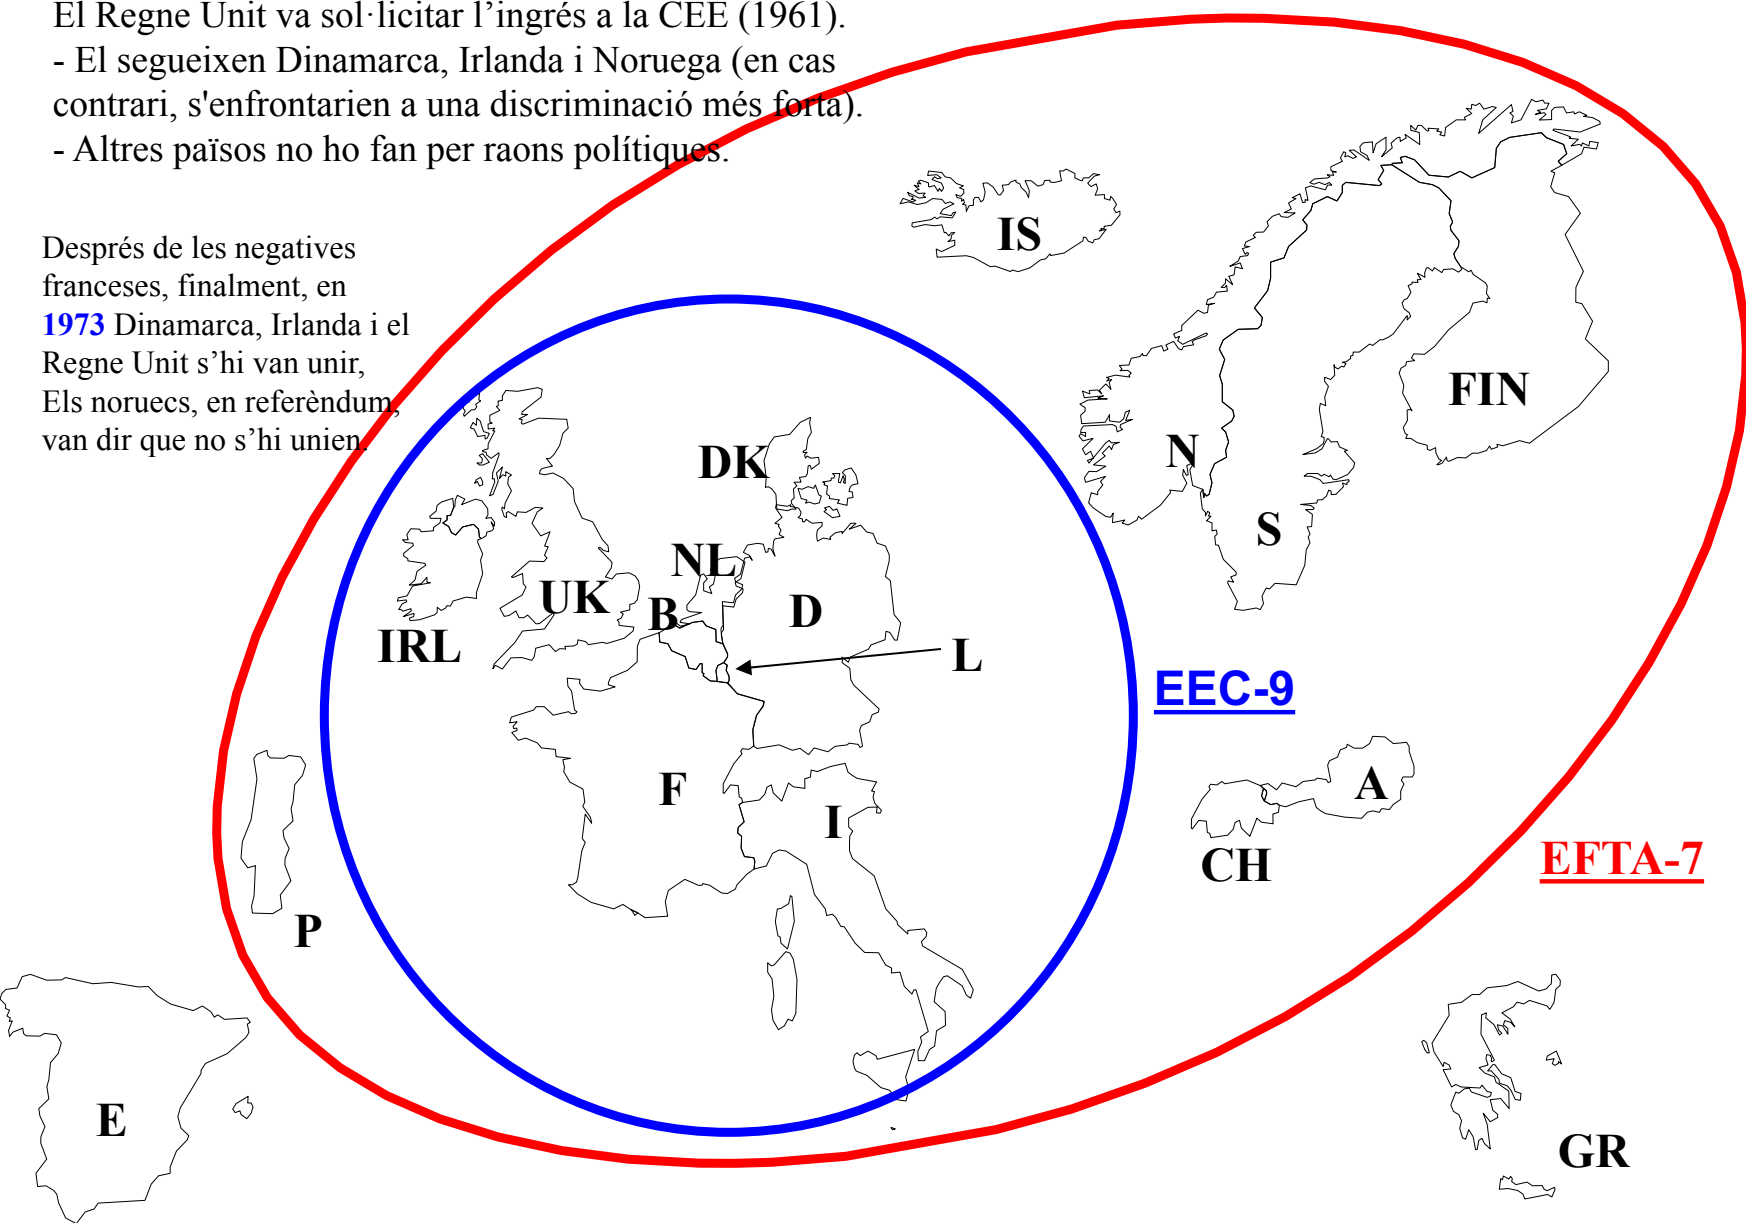 El Regne Unit va sol·licitar l’ingrés a la CEE (1961).
- El segueixen Dinamarca, Irlanda i Noruega (en cas
contrari, s'enfrontarien a una discriminació més forta).
- Altres països no ho fan per raons polítiques.
Després de les negatives
franceses, finalment, en
1973 Dinamarca, Irlanda i el
Regne Unit s’hi van unir,
Els noruecs, en referèndum,
van dir que no s’hi unien.
IS
FIN
N
DK
S
NL
UK
B
D
IRL
L
EEC-9
F
I
A
CH
EFTA-7
P
E
GR